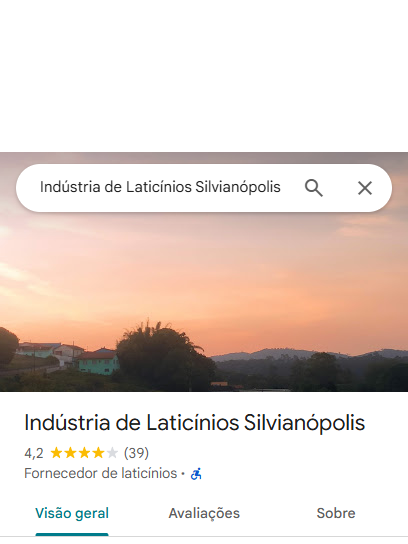 Indústria de Laticínios Silvianópolis
Indústria de Laticínios Silvianópolis
4,2 (39)
Fornecedor de laticínios ·
Visão geral Avaliações Sobre